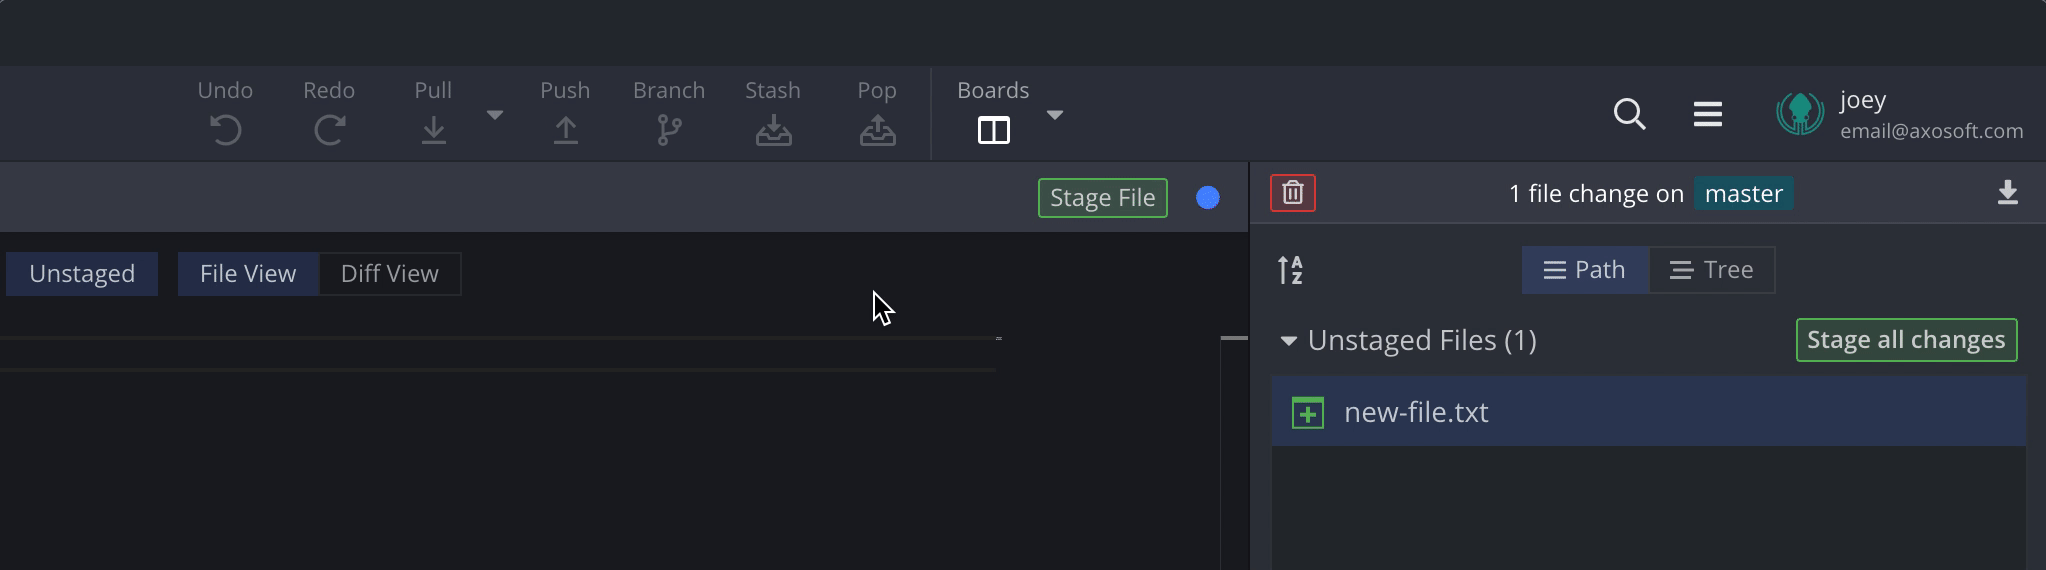 Undo Redo Pull Push Branch Stash Pop Boards
joey
email@axosoft.com
Stage File
1 file change on master
Unstaged File View Diff View
A
Z
Path Tree
Unstaged Files (1) Stage all changes
new-file.txt